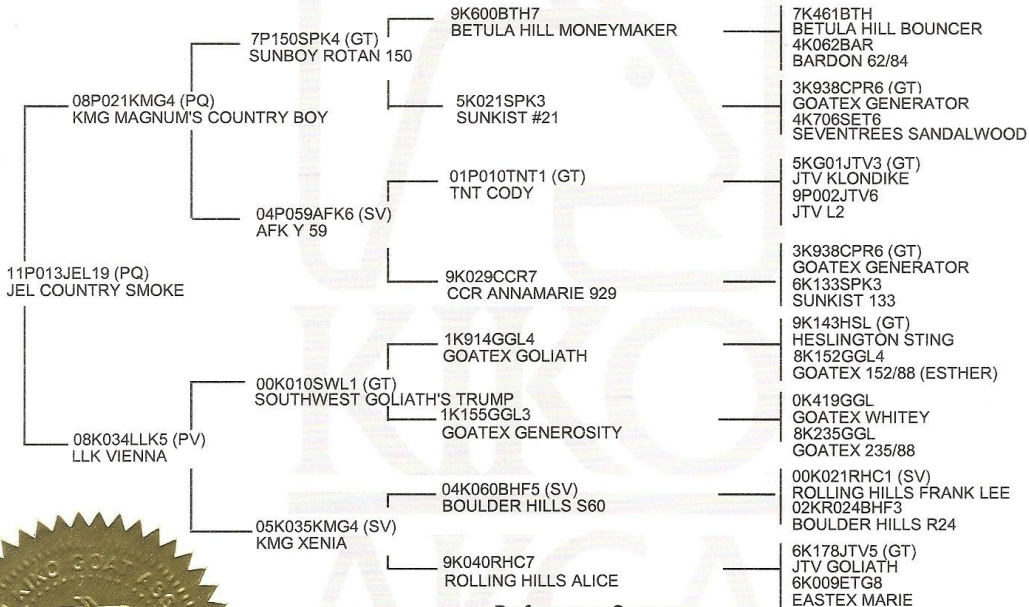 9K600BTH7
BETULA HILL MONEYMAKER
7K461BTH
BETULA HILL BOUNCER
4K062BAR
BARDON 62/84
7P150SPK4 (GT)
SUNBOY ROTAN 150
5K021SPK3
SUNKIST #21
3K938CPR6 (GT)
GOATEX GENERATOR
4K706SET6
SEVENTREES SANDALWOOD
08P021KMG4 (PQ)
KMG MAGNUM'S COUNTRY BOY
01P010TNT1 (GT)
TNT CODY
5KG01JTV3 (GT)
JTV KLONDIKE
9P002JTV6
JTV L2
04P059AFK6 (SV)
AFK Y 59
9K029CCR7
CCR ANNAMARIE 929
3K938CPR6 (GT)
GOATEX GENERATOR
6K133SPK3
SUNKIST 133
11P013JEL19 (PQ)
JEL COUNTRY SMOKE
1K914GGL4
GOATEX GOLIATH
9K143HSL (GT)
HESLINGTON STING
8K152GGL4
GOATEX 152/88 (ESTHER)
00K010SWL1 (GT)
SOUTHWEST GOLIATH'S TRUMP
1K155GGL3
GOATEX GENEROSITY
0K419GGL
GOATEX WHITEY
8K235GGL
GOATEX 235/88
08K034LLK5 (PV)
LLK VIENNA
04K060BHF5 (SV)
BOULDER HILLS S60
00K021RHC1 (SV)
ROLLING HILLS FRANK LEE
02KR024BHF3
BOULDER HILLS R24
05K035KMG4 (SV)
KMG XENIA
9K040RHC7
ROLLING HILLS ALICE
6K178JTV5 (GT)
JTV GOLIATH
6K009ETG8
EASTEX MARIE
KIKO
KIKO GOAT ASSO